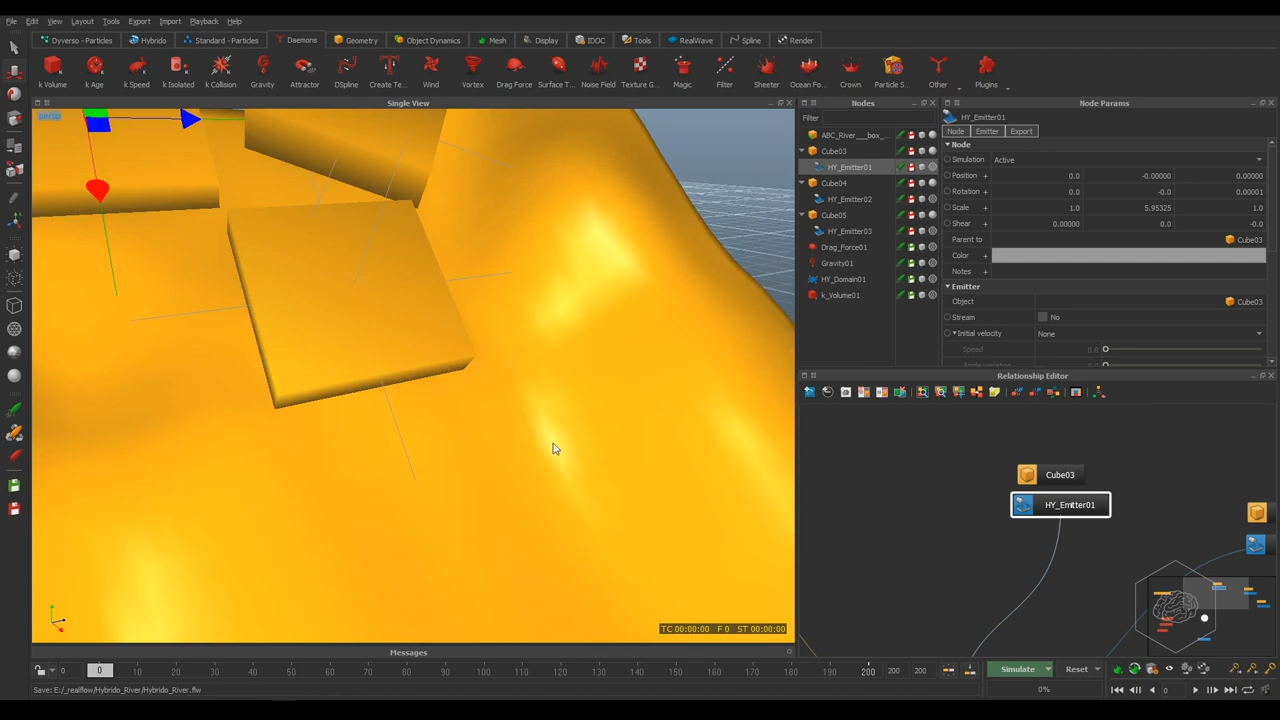 File Edit View Layout Tools Export Import Playback Help
Dyverso - Particles Hybrido Standard - Particles Daemons Geometry Object Dynamics Mesh Display IDOC Tools RealWave Spline Render
k Volume k Age k Speed k Isolated k Collision Gravity Attractor DSpline Create Te... Wind Vortex Drag Force Surface T... Noise Field Texture G... Magic Filter Sheeter Ocean Fo... Crown Particle S... Other Plugins
Single View
persp
TC 00:00:00 F 0 ST 00:00:00
Nodes
Filter
ABC_River___box_...
Cube03
HY_Emitter01
Cube04
HY_Emitter02
Cube05
HY_Emitter03
Drag_Force01
Gravity01
HY_Domain01
k_Volume01
Node Params
HY_Emitter01
Node Emitter Export
Node
Simulation Active
Position + 0.0 -0.00000 0.00000
Rotation + 0.0 -0.0 0.00001
Scale + 1.0 5.95325 1.0
Shear + 0.00000 0.0 -0.0
Parent to Cube03
Color +
Notes +
Emitter
Object Cube03
Stream No
Initial velocity None
Speed 0.0
Relationship Editor
Cube03
HY_Emitter01
Messages
0 0 10 20 30 40 50 60 70 80 90 100 110 120 130 140 150 160 170 180 190 200 200 200
Simulate Reset
Save: E:/_realflow/Hybrido_River/Hybrido_River.flw
0%
0